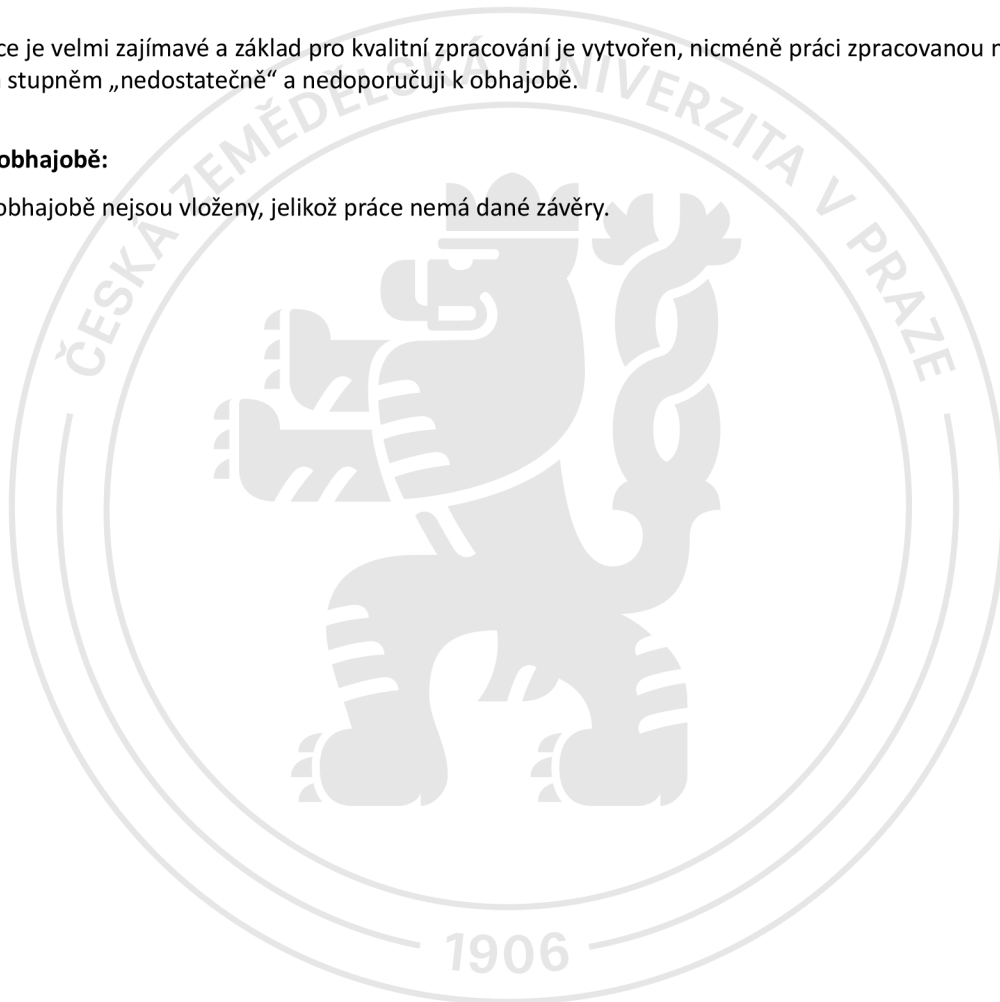 ce je velmi zajímavé a základ pro kvalitní zpracování je vytvořen, nicméně práci zpracovanou
stupněm „nedostatečně“ a nedoporučuji k obhajobě.
obhajobě:
obhajobě nejsou vloženy, jelikož práce nemá dané závěry.
ČESKÁ ZEMĚDĚLSKÁ UNIVERZITA V PRAZE
1906